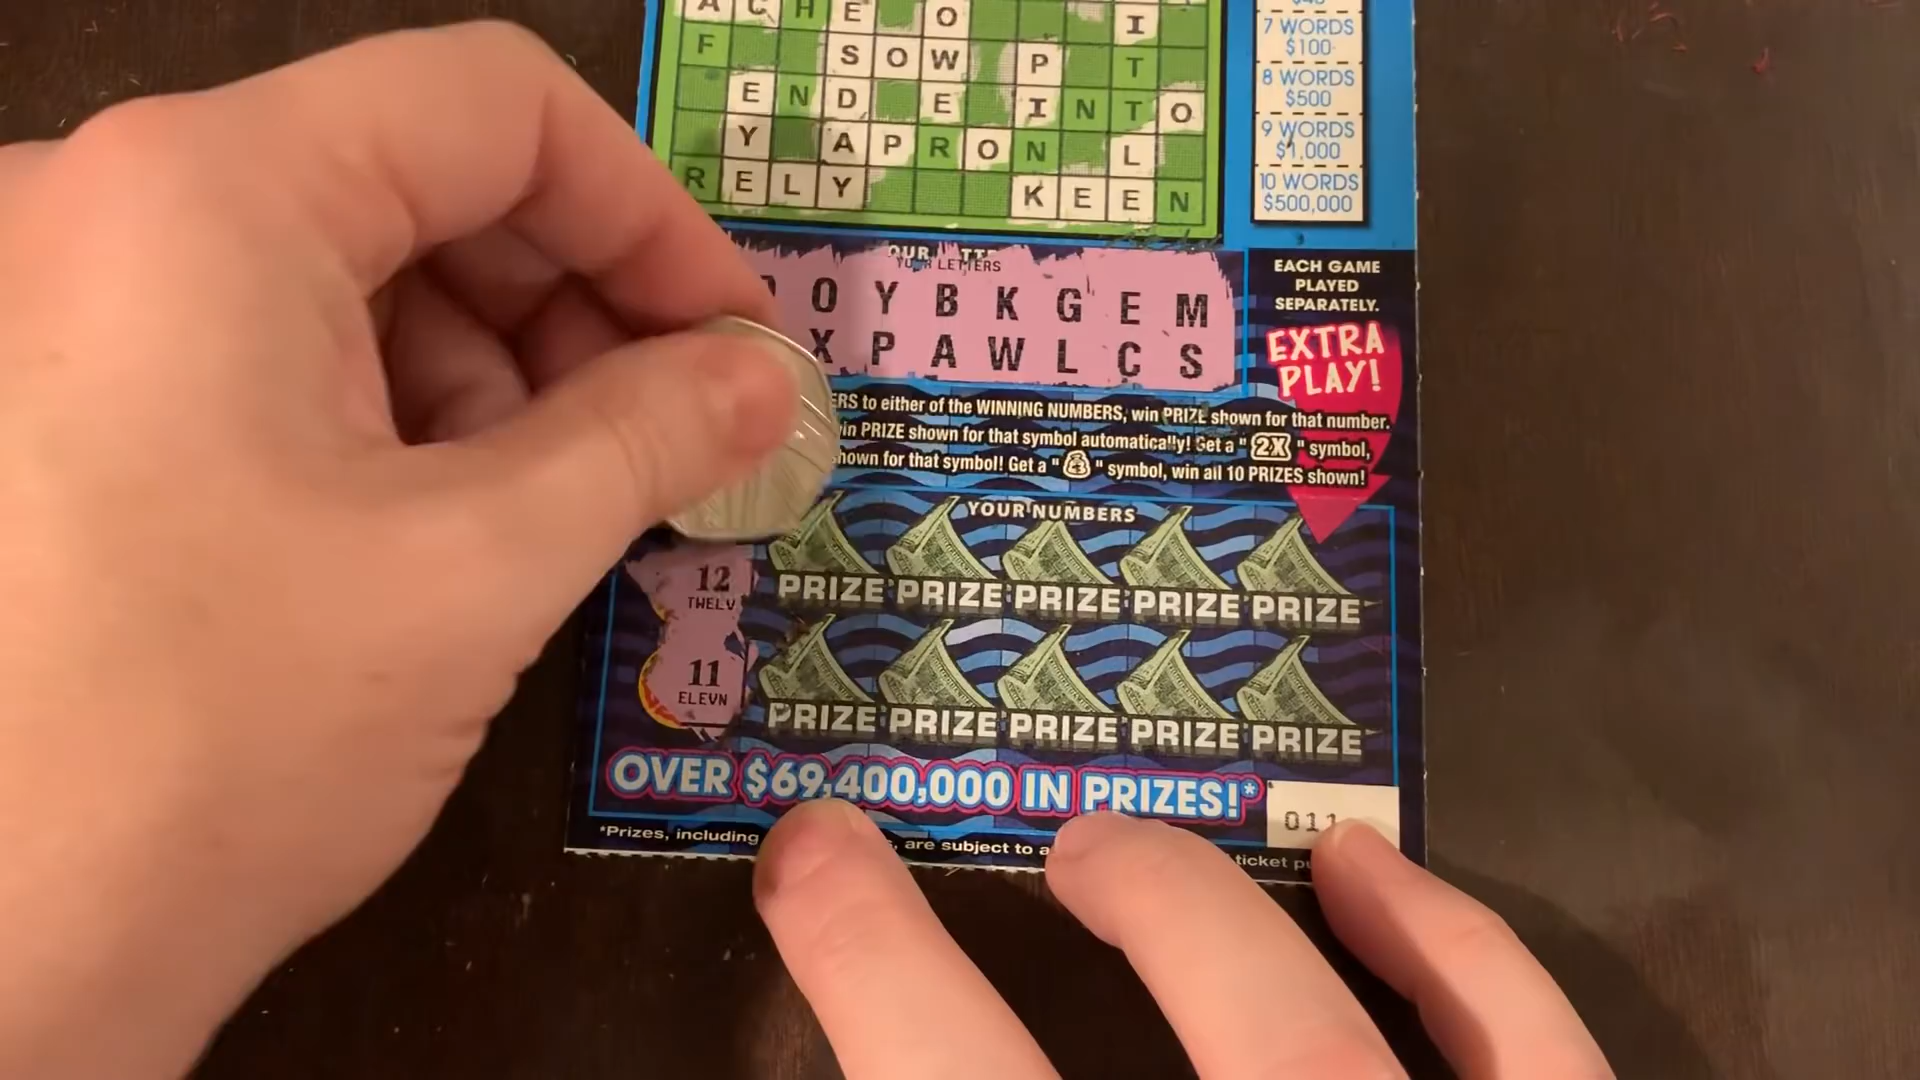 A C H E O I
F S O W P T
E N D E I N T O
Y A P R O N L
R E L Y K E E N
7 WORDS
$100
8 WORDS
$500
9 WORDS
$1,000
10 WORDS
$500,000
YOUR LETTERS
O Y B K G E M
X P A W L C S
EACH GAME
PLAYED
SEPARATELY.
EXTRA
PLAY!
to either of the WINNING NUMBERS, win PRIZE shown for that number.
PRIZE shown for that symbol automatically! Get a " 2X " symbol,
for that symbol! Get a " " symbol, win all 10 PRIZES shown!
YOUR NUMBERS
12
TWELV
PRIZE PRIZE PRIZE PRIZE PRIZE
11
ELEVN
PRIZE PRIZE PRIZE PRIZE PRIZE
OVER $69,400,000 IN PRIZES!*
011
*Prizes, including are subject to ticket